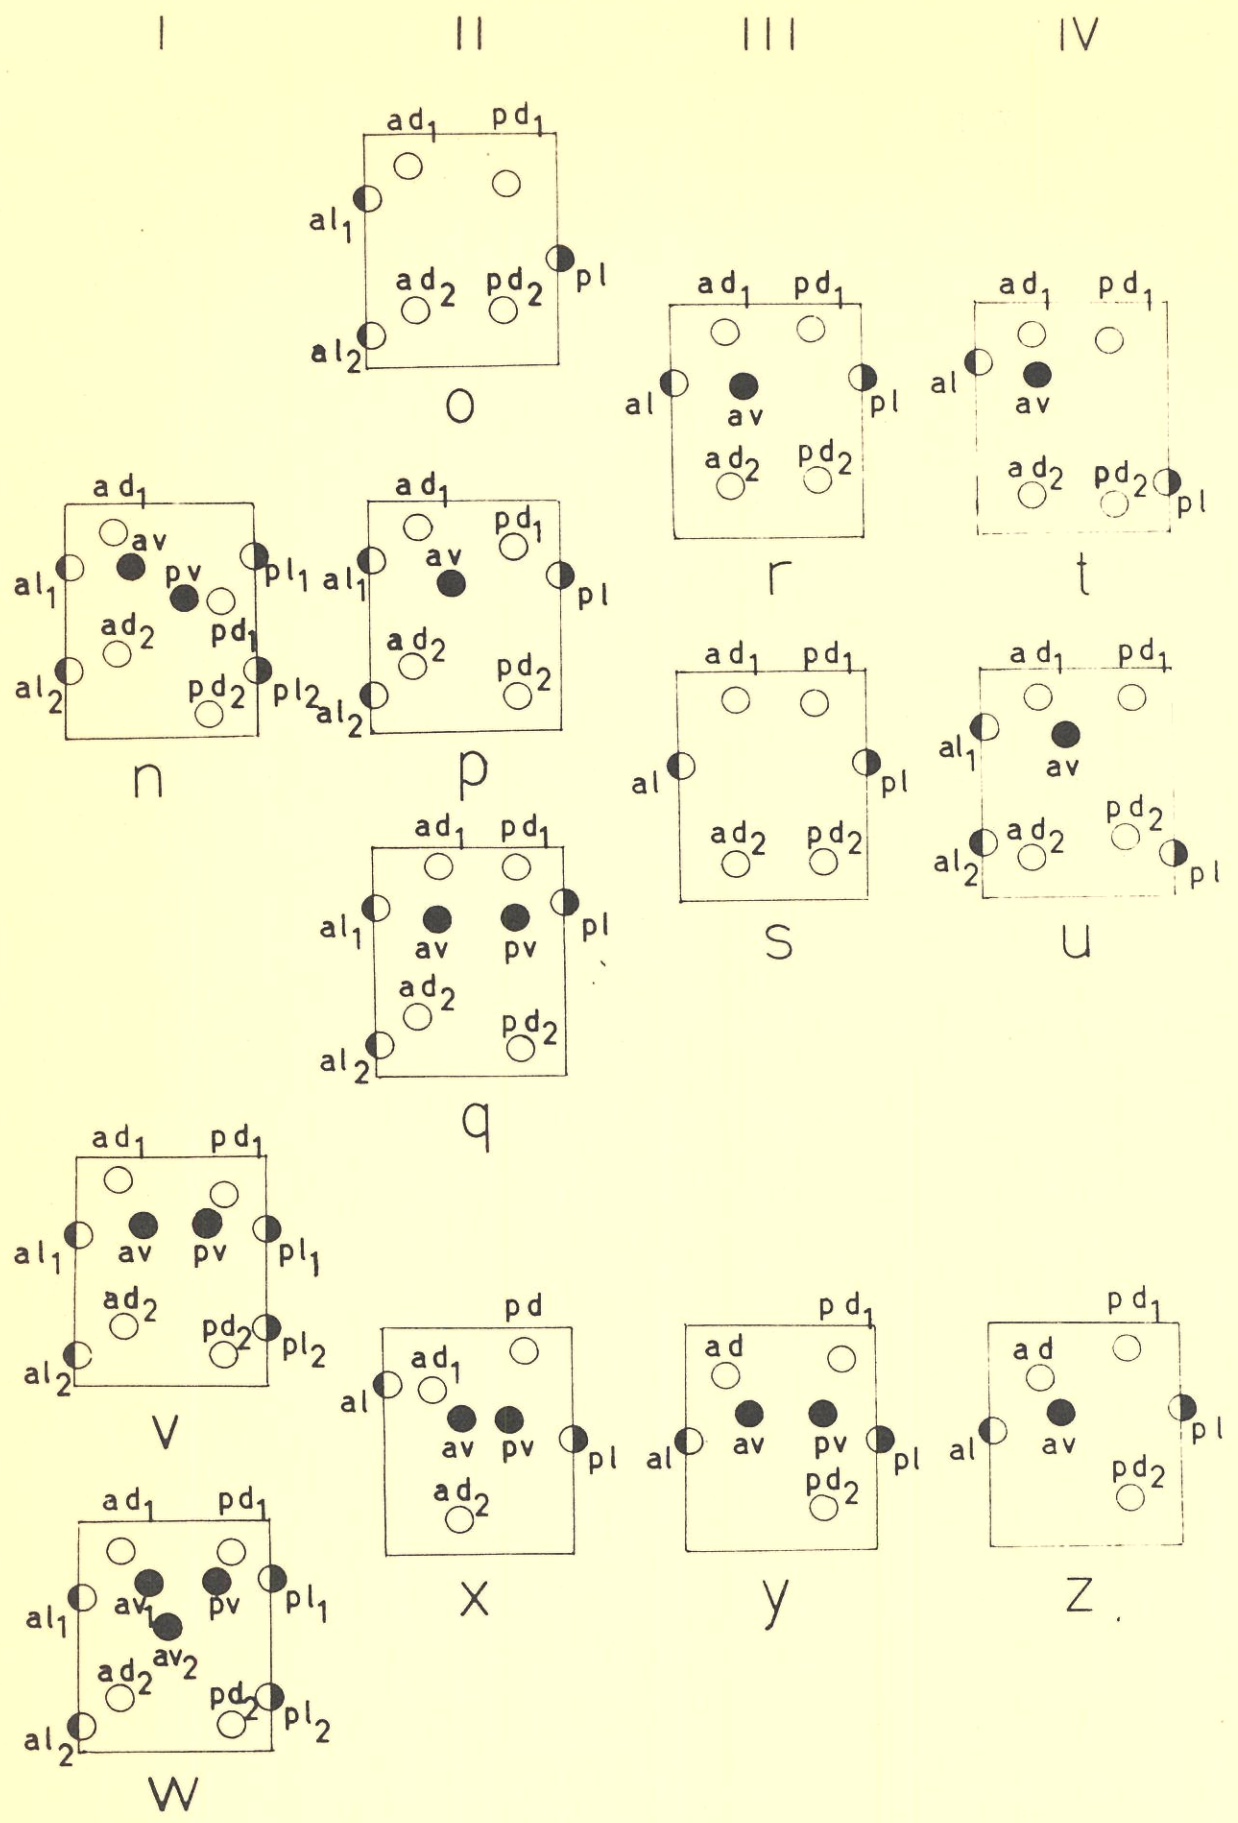 I II III IV
ad1 pd1
al1
ad2 pd2 pl
al2
o
ad1 pd1
al av pl
ad2 pd2
r
ad1 pd1
al av
ad2 pd2 pl
t
ad1
av
al1 pv pl1
ad2 pd1
al2 pd2 pl2
n
ad1 pd1
al1 av pl
ad2 pd2
al2
p
ad1 pd1
al pl
ad2 pd2
s
ad1 pd1
al1 av
pd2
al2 ad2 pl
u
ad1 pd1
al1 av pv pl
ad2
al2 pd2
q
ad1 pd1
al1 av pv pl1
ad2 pd2 pl2
al2
v
pd
al ad1
av pv pl
ad2
x
pd1
ad
al av pv pl
pd2
y
pd1
ad
al av pl
pd2
z
ad1 pd1
al1 av1 pv pl1
av2
ad2 pd2 pl2
al2
w